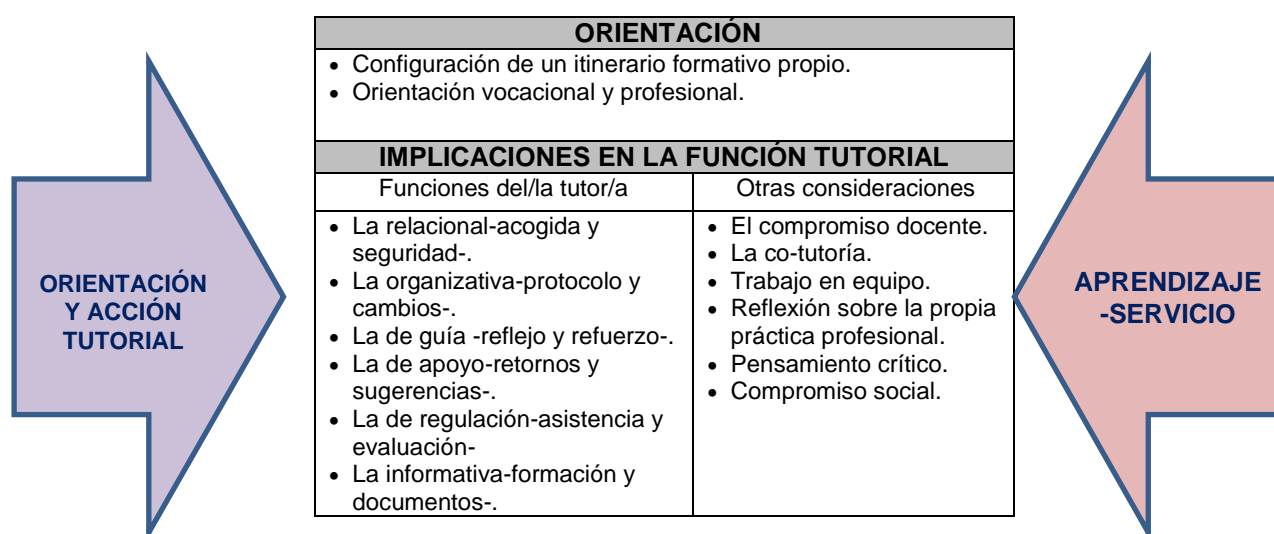 ORIENTACIÓN
Y ACCIÓN
TUTORIAL
ORIENTACIÓN
• Configuración de un itinerario formativo propio.
• Orientación vocacional y profesional.
IMPLICACIONES EN LA FUNCIÓN TUTORIAL
Funciones del/la tutor/a
• La relacional-acogida y
seguridad-.
• La organizativa-protocolo y
cambios-.
• La de guía -reflejo y refuerzo-.
• La de apoyo-retornos y
sugerencias-.
• La de regulación-asistencia y
evaluación-
• La informativa-formación y
documentos-.
Otras consideraciones
• El compromiso docente.
• La co-tutoría.
• Trabajo en equipo.
• Reflexión sobre la propia
práctica profesional.
• Pensamiento crítico.
• Compromiso social.
APRENDIZAJE
-SERVICIO